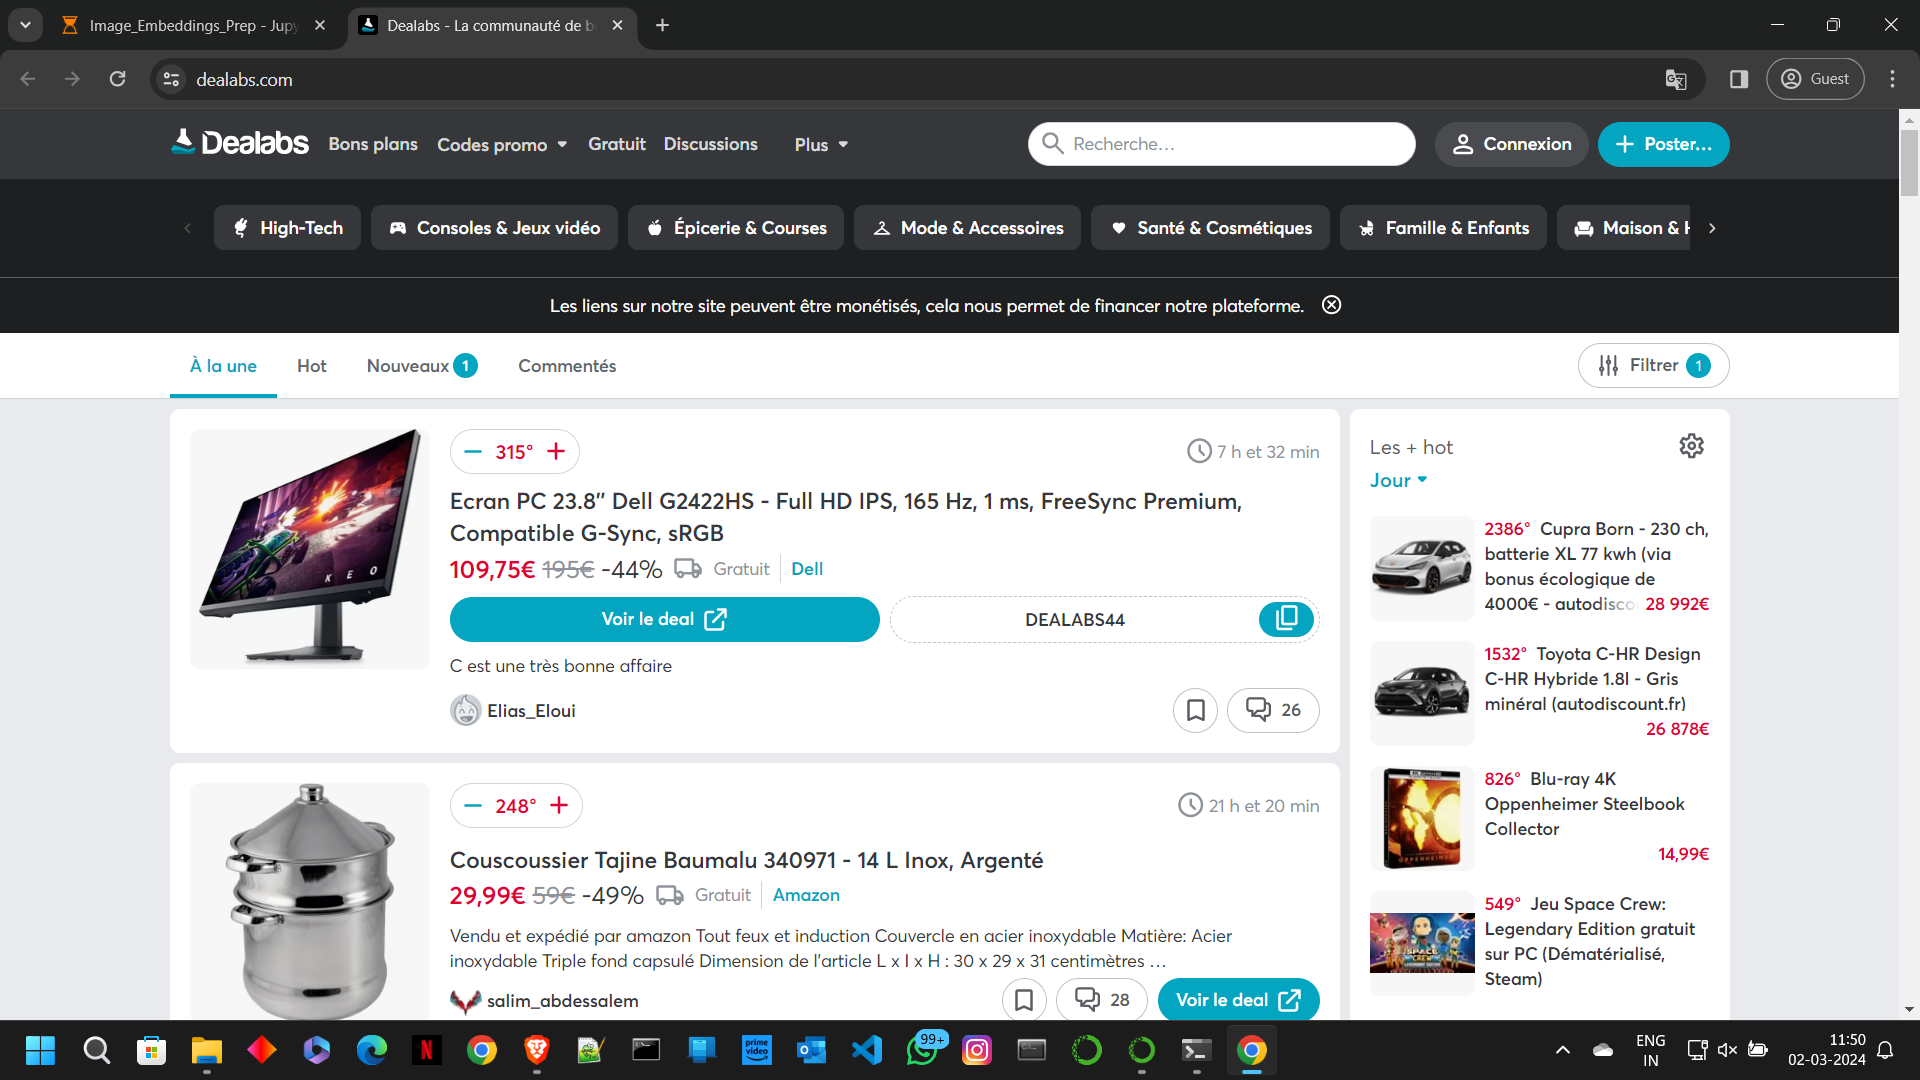 Image_Embeddings_Prep - Jupy
Dealabs - La communauté de b
dealabs.com
Guest
Dealabs
Bons plans
Codes promo
Gratuit
Discussions
Plus
Recherche…
Connexion
Poster…
High-Tech
Consoles & Jeux vidéo
Épicerie & Courses
Mode & Accessoires
Santé & Cosmétiques
Famille & Enfants
Maison & H
Les liens sur notre site peuvent être monétisés, cela nous permet de financer notre plateforme.
À la une
Hot
Nouveaux 1
Commentés
Filtrer 1
315°
7 h et 32 min
Ecran PC 23.8" Dell G2422HS - Full HD IPS, 165 Hz, 1 ms, FreeSync Premium,
Compatible G-Sync, sRGB
109,75€ 195€ -44% Gratuit Dell
Voir le deal
DEALABS44
C est une très bonne affaire
Elias_Eloui
26
K E O
248°
21 h et 20 min
Couscoussier Tajine Baumalu 340971 - 14 L Inox, Argenté
29,99€ 59€ -49% Gratuit Amazon
Vendu et expédié par amazon Tout feux et induction Couvercle en acier inoxydable Matière: Acier
inoxydable Triple fond capsulé Dimension de l'article L x l x H : 30 x 29 x 31 centimètres …
salim_abdessalem
28
Voir le deal
Les + hot
Jour
2386° Cupra Born - 230 ch,
batterie XL 77 kwh (via
bonus écologique de
4000€ - autodisco 28 992€
1532° Toyota C-HR Design
C-HR Hybride 1.8l - Gris
minéral (autodiscount.fr)
26 878€
826° Blu-ray 4K
Oppenheimer Steelbook
Collector
14,99€
OPPENHEIMER
549° Jeu Space Crew:
Legendary Edition gratuit
sur PC (Dématérialisé,
Steam)
SPACE
CREW
prime
video
99+
ENG
IN
11:50
02-03-2024